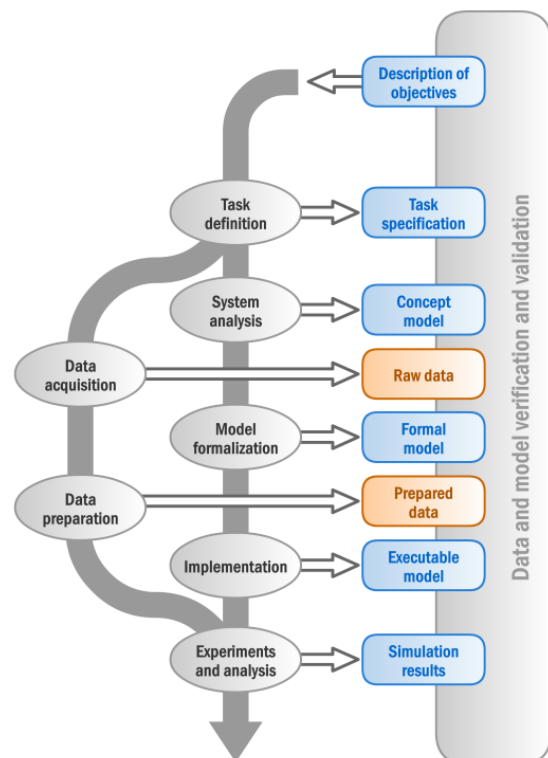 Description of
objectives
Task
definition
Task
specification
System
analysis
Concept
model
Data
acquisition
Raw data
Model
formalization
Formal
model
Data
preparation
Prepared
data
Implementation
Executable
model
Experiments
and analysis
Simulation
results
Data and model verification and validation